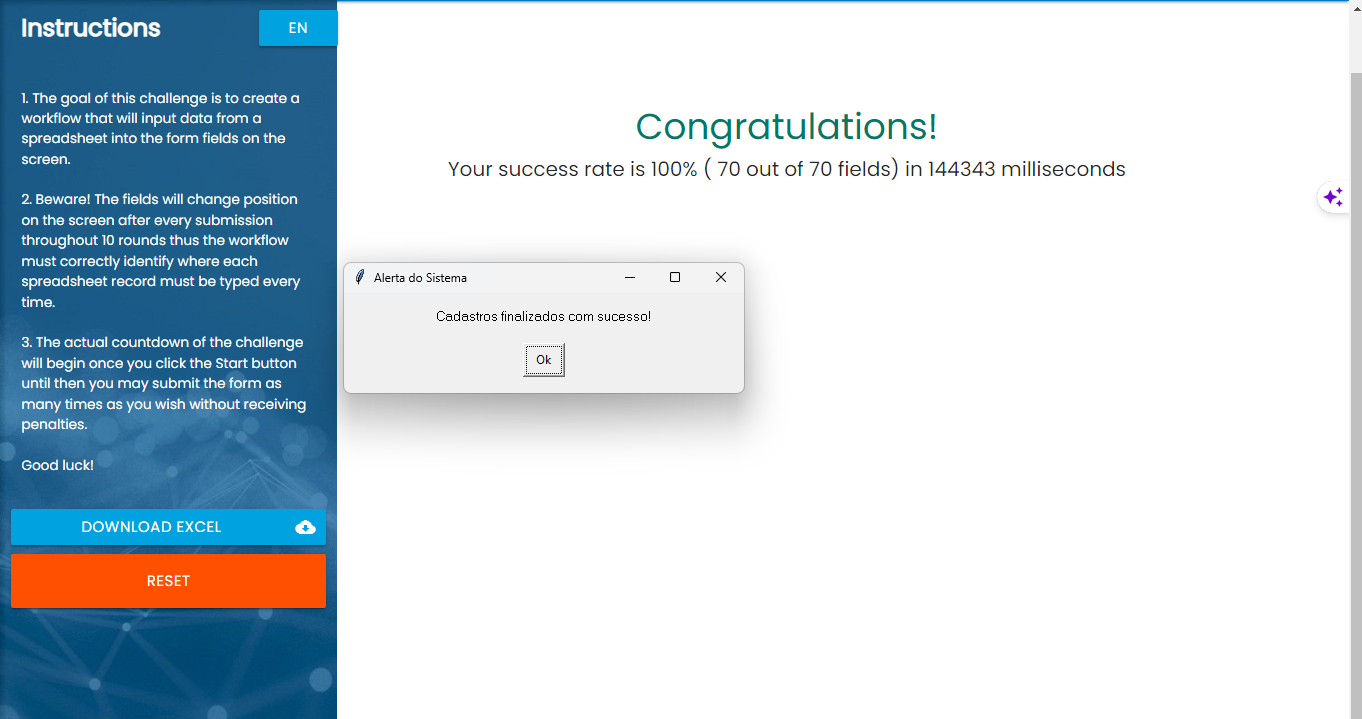 Instructions
EN
1. The goal of this challenge is to create a
workflow that will input data from a
spreadsheet into the form fields on the
screen.
2. Beware! The fields will change position
on the screen after every submission
throughout 10 rounds thus the workflow
must correctly identify where each
spreadsheet record must be typed every
time.
3. The actual countdown of the challenge
will begin once you click the Start button
until then you may submit the form as
many times as you wish without receiving
penalties.
Good luck!
DOWNLOAD EXCEL
RESET
Congratulations!
Your success rate is 100% ( 70 out of 70 fields) in 144343 milliseconds
Alerta do Sistema
Cadastros finalizados com sucesso!
Ok